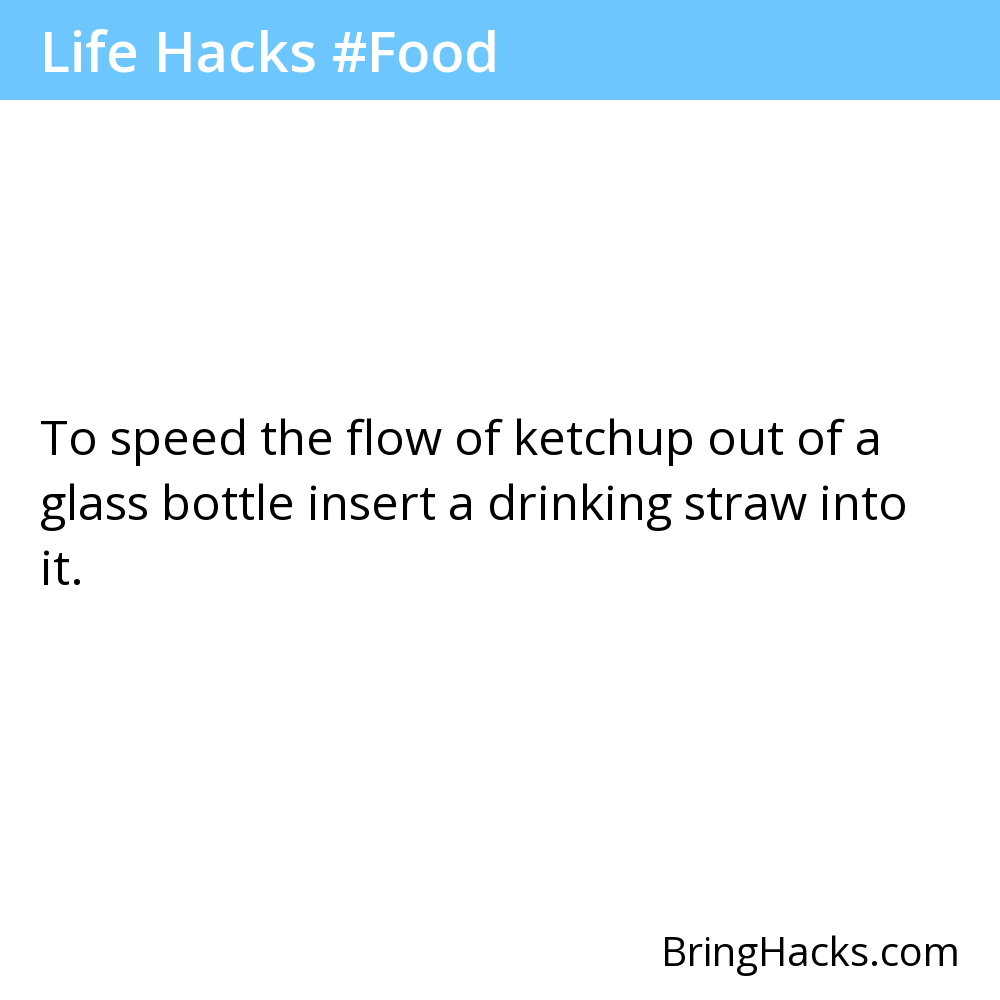 Life Hacks #Food
To speed the flow of ketchup out of a
glass bottle insert a drinking straw into
it.
BringHacks.com